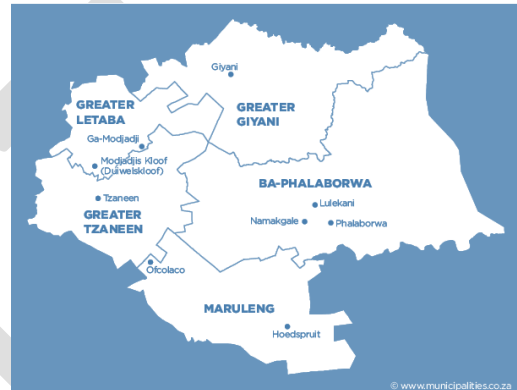 Giyani
GREATER
LETABA
GREATER
GIYANI
Ga-Modjadji
Modjadjis Kloof
(Duiwelskloof)
BA-PHALABORWA
Tzaneen
Lulekani
GREATER
TZANEEN
Namakgale
Phalaborwa
Ofcolaco
MARULENG
Hoedspruit
© www.municipalities.co.za